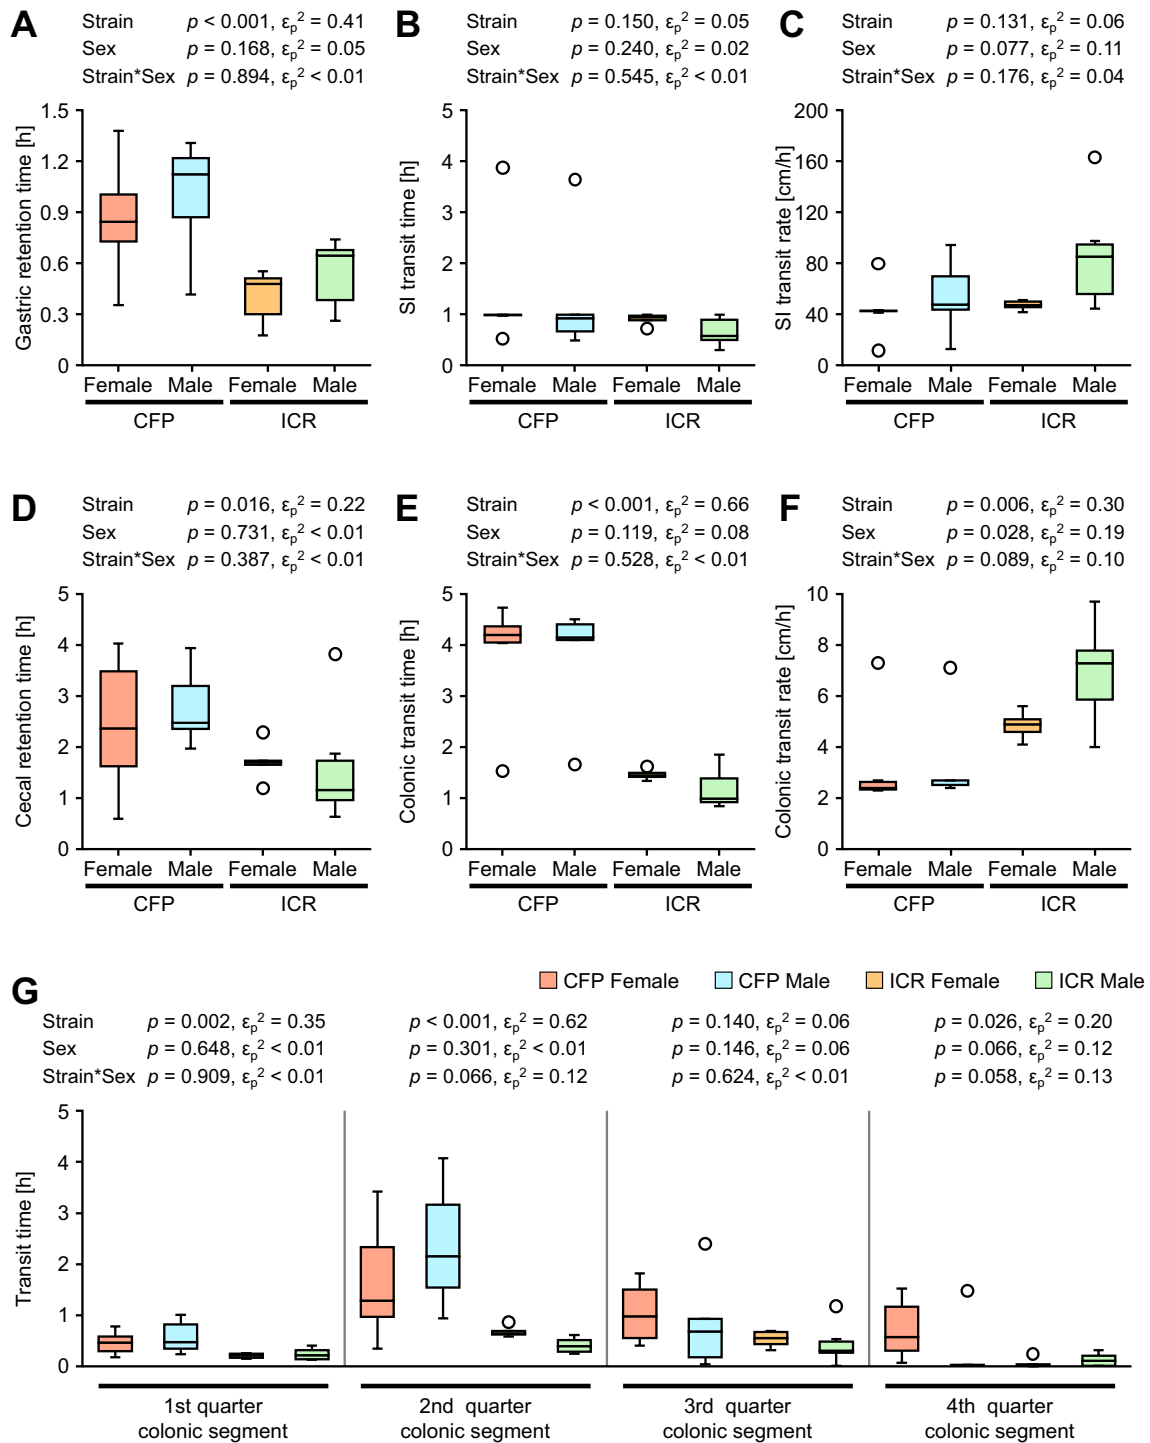 A
Strain p < 0.001, εp² = 0.41
Sex p = 0.168, εp² = 0.05
Strain*Sex p = 0.894, εp² < 0.01
Gastric retention time [h]
1.5
1.2
0.9
0.6
0.3
0
Female Male Female Male
CFP ICR
B
p = 0.150, εp² = 0.05
p = 0.240, εp² = 0.02
p = 0.545, εp² < 0.01
SI transit time [h]
5
4
3
2
1
0
Female Male Female Male
CFP ICR
C
p = 0.131, εp² = 0.06
p = 0.077, εp² = 0.11
p = 0.176, εp² = 0.04
Strain
Sex
Strain*Sex
Strain
Sex
Strain*Sex
SI transit rate [cm/h]
200
160
120
80
40
0
Female Male Female Male
CFP ICR
D
Strain p = 0.016, εp² = 0.22
Sex p = 0.731, εp² < 0.01
Strain*Sex p = 0.387, εp² < 0.01
Cecal retention time [h]
5
4
3
2
1
0
Female Male Female Male
CFP ICR
E
Strain p < 0.001, εp² = 0.66
Sex p = 0.119, εp² = 0.08
Strain*Sex p = 0.528, εp² < 0.01
Colonic transit time [h]
5
4
3
2
1
0
Female Male Female Male
CFP ICR
F
Strain p = 0.006, εp² = 0.30
Sex p = 0.028, εp² = 0.19
Strain*Sex p = 0.089, εp² = 0.10
Colonic transit rate [cm/h]
10
8
6
4
2
0
Female Male Female Male
CFP ICR
G
CFP Female CFP Male ICR Female ICR Male
Strain p = 0.002, εp² = 0.35 p < 0.001, εp² = 0.62 p = 0.140, εp² = 0.06 p = 0.026, εp² = 0.20
Sex p = 0.648, εp² < 0.01 p = 0.301, εp² < 0.01 p = 0.146, εp² = 0.06 p = 0.066, εp² = 0.12
Strain*Sex p = 0.909, εp² < 0.01 p = 0.066, εp² = 0.12 p = 0.624, εp² < 0.01 p = 0.058, εp² = 0.13
Transit time [h]
5
4
3
2
1
0
1st quarter 2nd quarter 3rd quarter 4th quarter
colonic segment colonic segment colonic segment colonic segment